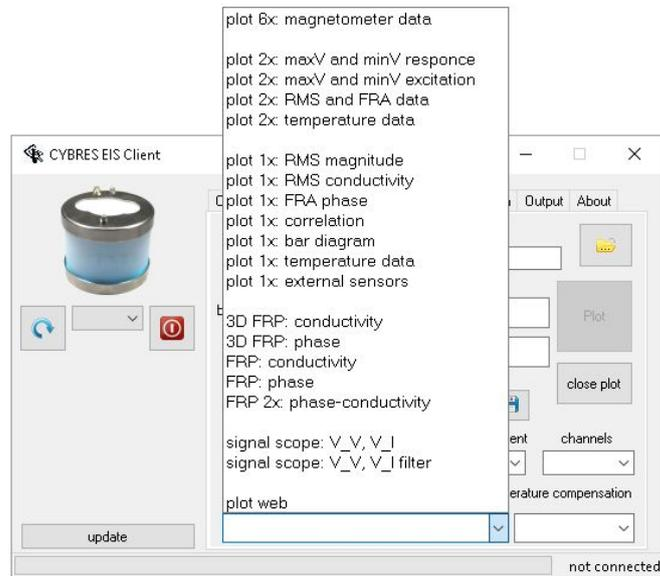 plot 6x: magnetometer data
plot 2x: maxV and minV responce
plot 2x: maxV and minV excitation
plot 2x: RMS and FRA data
plot 2x: temperature data
CYBRES EIS Client
plot 1x: RMS magnitude
plot 1x: RMS conductivity
plot 1x: FRA phase
plot 1x: correlation
plot 1x: bar diagram
plot 1x: temperature data
plot 1x: external sensors
Output
About
3D FRP: conductivity
3D FRP: phase
FRP: conductivity
FRP: phase
FRP 2x: phase-conductivity
Plot
close plot
signal scope: V_V, V_I
signal scope: V_V, V_I filter
channels
plot web
compensation
update
not connected